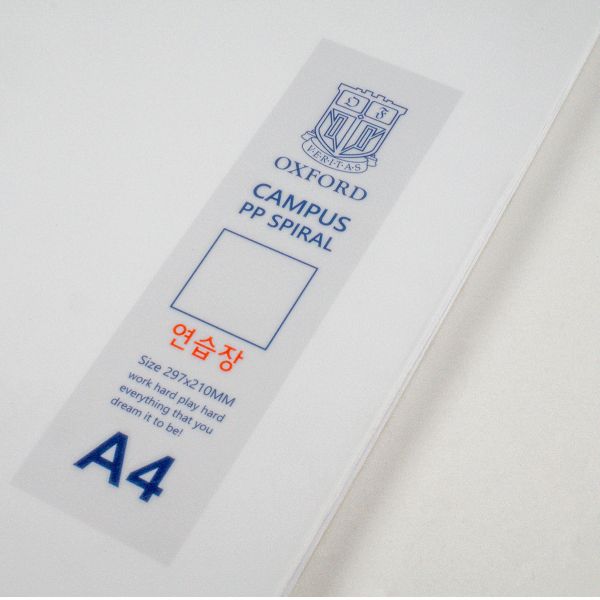 VERITAS
OXFORD
CAMPUS
PP SPIRAL
연습장
Size 297x210MM
work hard play hard
everything that you
dream it to be!
A4